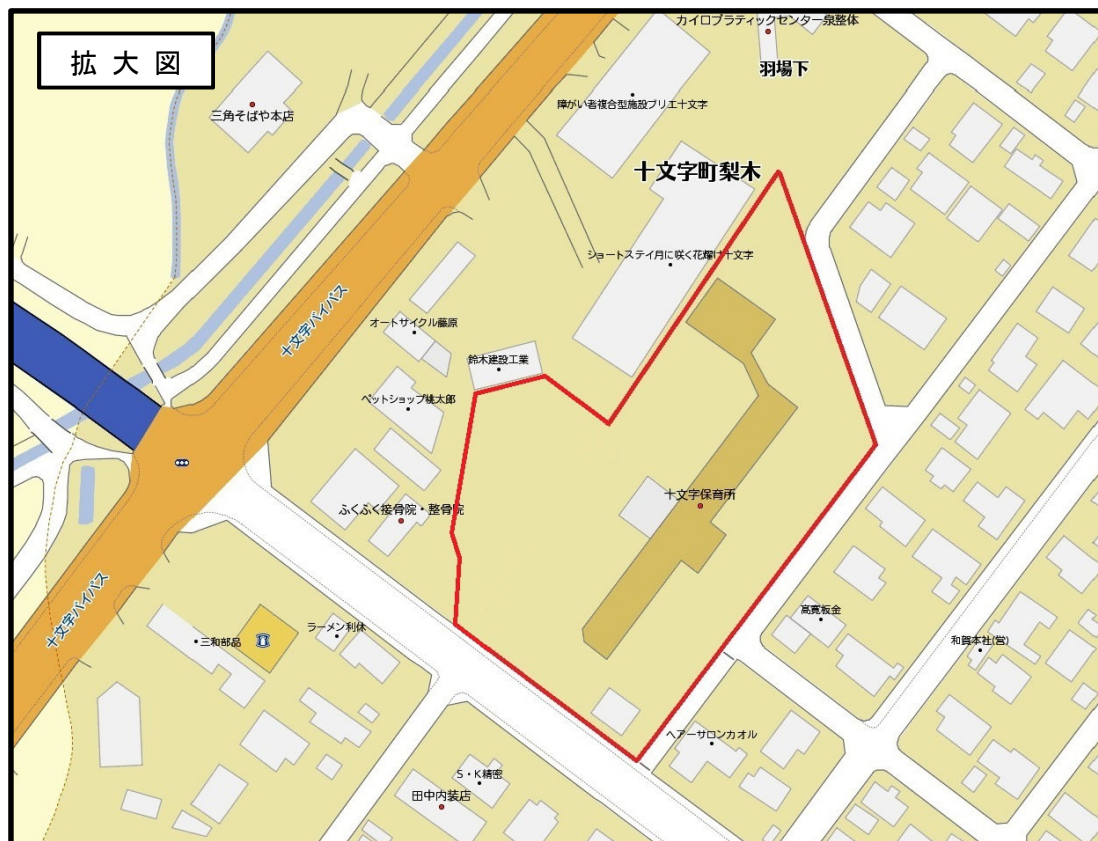 拡大図
カイロプラティックセンター泉整体
羽場下
三角そばや本店
障がい者複合型施設ブリエ十文字
十文字町梨木
ショートステイ月に咲く花燿け十文字
十文字バイパス
オートサイクル藤原
鈴木建設工業
ペットショップ桃太郎
ふくふく接骨院・整骨院
十文字保育所
十文字バイパス
三和部品
ラーメン利休
高寛板金
和賀本社(営)
ヘアーサロンカオル
S・K精密
田中内装店